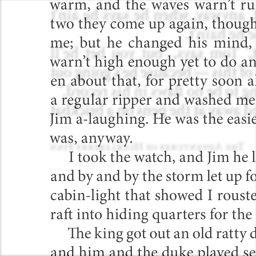 warm, and the waves warn't ru
two they come up again, though
me; but he changed his mind,
warn't high enough yet to do an
en about that, for pretty soon a
a regular ripper and washed me
Jim a-laughing. He was the easie
was, anyway.
I took the watch, and Jim he l
and by and by the storm let up fo
cabin-light that showed I rouste
raft into hiding quarters for the
The king got out an old ratty d
and him and the duke played se